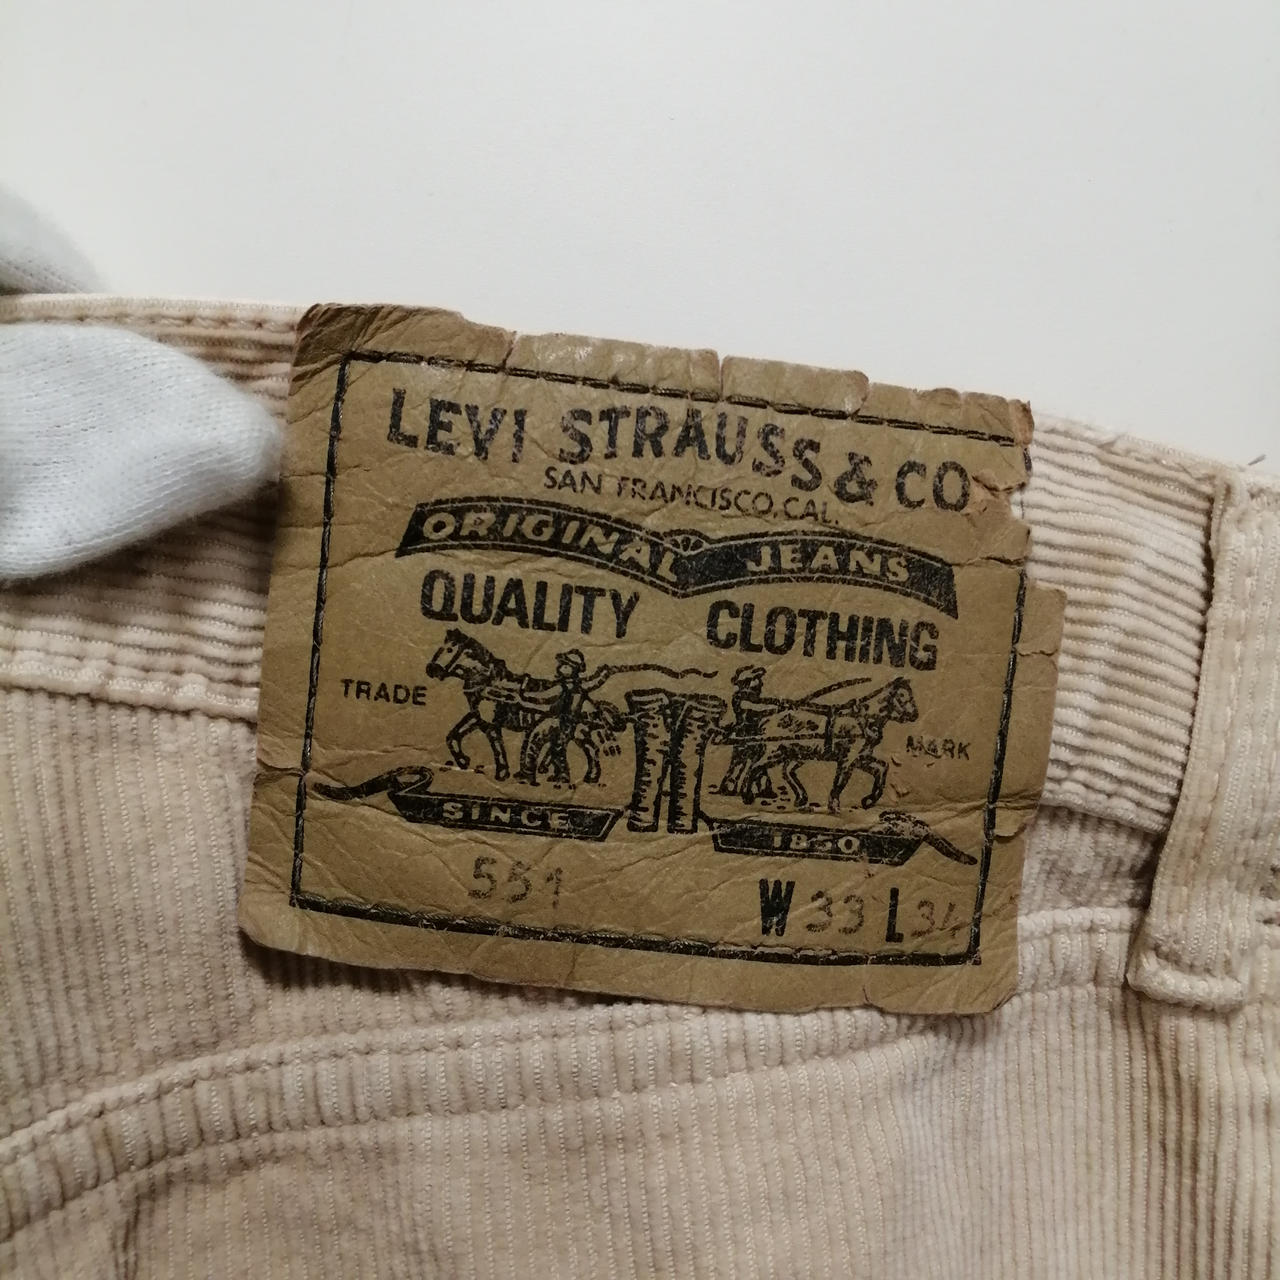 LEVI STRAUSS & CO
SAN FRANCISCO, CAL.
ORIGINAL JEANS
QUALITY CLOTHING
TRADE MARK
SINCE 1850
551 W 33 L 34